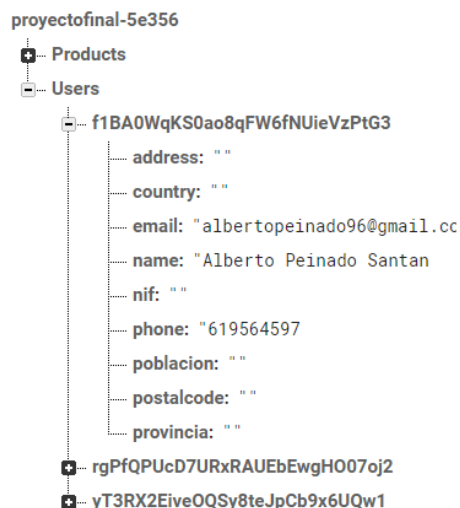 proyectofinal-5e356
Products
Users
f1BA0WqKS0ao8qFW6fNUieVzPtG3
address: ""
country: ""
email: "albertopeinado96@gmail.cc
name: "Alberto Peinado Santan
nif: ""
phone: "619564597
poblacion: ""
postalcode: ""
provincia: ""
rgPfQPUcD7URxRAUEbEwgHO07oj2
yT3RX2EiveOQSy8teJpCb9x6UQw1